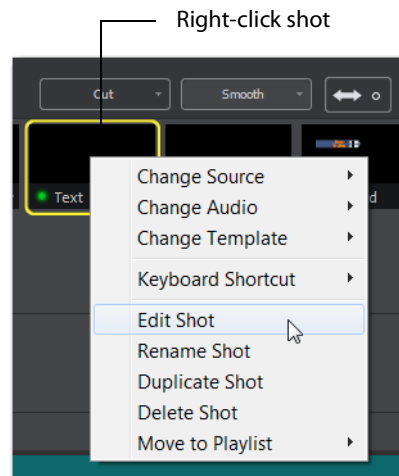 Right-click shot
Cut
Smooth
Text
d
Change Source
Change Audio
Change Template
Keyboard Shortcut
Edit Shot
Rename Shot
Duplicate Shot
Delete Shot
Move to Playlist